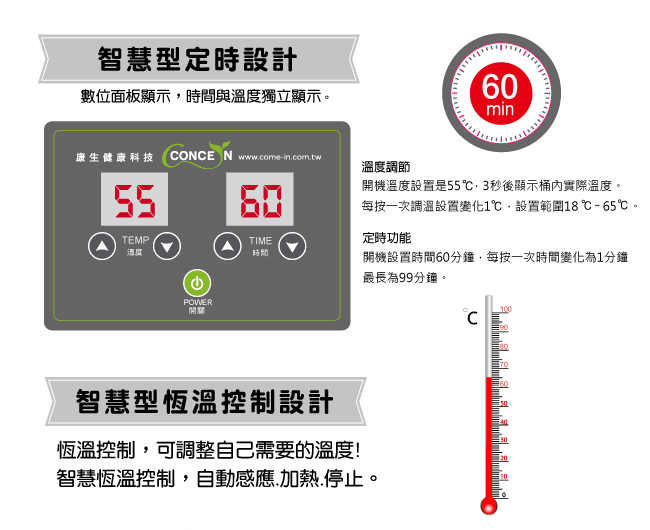 智慧型定時設計
數位面板顯示，時間與溫度獨立顯示。
康生健康科技 CONCEIN www.come-in.com.tw
55 60
TEMP
溫度
TIME
時間
POWER
開關
60
min
溫度調節
開機溫度設置是55℃，3秒後顯示桶內實際溫度。
每按一次調溫設置變化1℃，設置範圍18℃~65℃。
定時功能
開機設置時間60分鐘，每按一次時間變化為1分鐘
最長為99分鐘。
°C
100
90
80
70
60
50
40
30
20
10
0
智慧型恆溫控制設計
恆溫控制，可調整自己需要的溫度!
智慧恆溫控制，自動感應.加熱.停止。